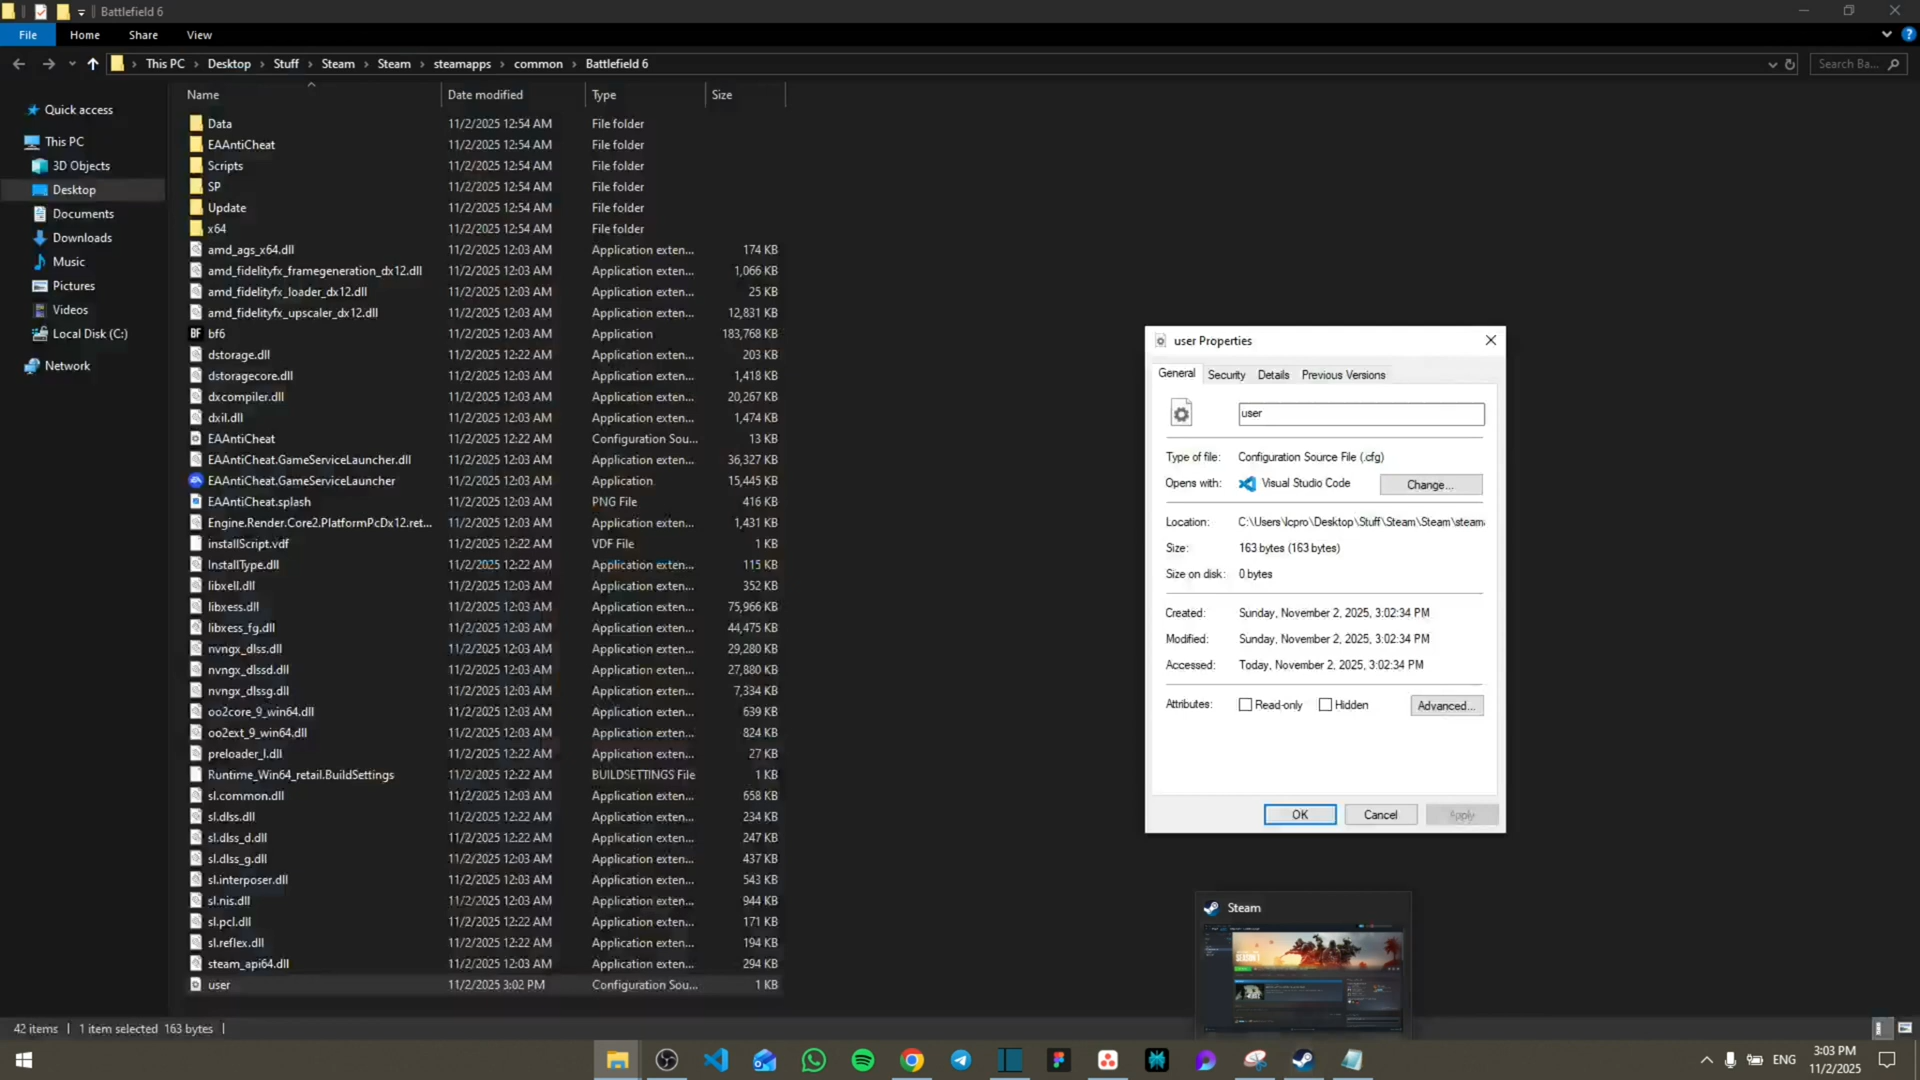 Battlefield 6
File Home Share View
This PC Desktop Stuff Steam Steam steamapps common Battlefield 6
Search Ba...
Quick access
This PC
3D Objects
Desktop
Documents
Downloads
Music
Pictures
Videos
Local Disk (C:)
Network
Name Date modified Type Size
Data 11/2/2025 12:54 AM File folder
EAAntiCheat 11/2/2025 12:54 AM File folder
Scripts 11/2/2025 12:54 AM File folder
SP 11/2/2025 12:54 AM File folder
Update 11/2/2025 12:54 AM File folder
x64 11/2/2025 12:54 AM File folder
amd_ags_x64.dll 11/2/2025 12:03 AM Application exten... 174 KB
amd_fidelityfx_framegeneration_dx12.dll 11/2/2025 12:03 AM Application exten... 1,066 KB
amd_fidelityfx_loader_dx12.dll 11/2/2025 12:03 AM Application exten... 25 KB
amd_fidelityfx_upscaler_dx12.dll 11/2/2025 12:03 AM Application exten... 12,831 KB
BF bf6 11/2/2025 12:03 AM Application 183,768 KB
dstorage.dll 11/2/2025 12:22 AM Application exten... 203 KB
dstoragecore.dll 11/2/2025 12:03 AM Application exten... 1,418 KB
dxcompiler.dll 11/2/2025 12:03 AM Application exten... 20,267 KB
dxil.dll 11/2/2025 12:03 AM Application exten... 1,474 KB
EAAntiCheat 11/2/2025 12:22 AM Configuration Sou... 13 KB
EAAntiCheat.GameServiceLauncher.dll 11/2/2025 12:03 AM Application exten... 36,327 KB
EAAntiCheat.GameServiceLauncher 11/2/2025 12:03 AM Application 15,445 KB
EAAntiCheat.splash 11/2/2025 12:03 AM PNG File 416 KB
Engine.Render.Core2.PlatformPcDx12.ret... 11/2/2025 12:03 AM Application exten... 1,431 KB
installScript.vdf 11/2/2025 12:22 AM VDF File 1 KB
InstallType.dll 11/2/2025 12:22 AM Application exten... 115 KB
libxell.dll 11/2/2025 12:03 AM Application exten... 352 KB
libxess.dll 11/2/2025 12:03 AM Application exten... 75,966 KB
libxess_fg.dll 11/2/2025 12:03 AM Application exten... 44,475 KB
nvngx_dlss.dll 11/2/2025 12:03 AM Application exten... 29,280 KB
nvngx_dlssd.dll 11/2/2025 12:03 AM Application exten... 27,880 KB
nvngx_dlssg.dll 11/2/2025 12:03 AM Application exten... 7,334 KB
oo2core_9_win64.dll 11/2/2025 12:03 AM Application exten... 639 KB
oo2ext_9_win64.dll 11/2/2025 12:03 AM Application exten... 824 KB
preloader_l.dll 11/2/2025 12:22 AM Application exten... 27 KB
Runtime_Win64_retail.BuildSettings 11/2/2025 12:22 AM BUILDSETTINGS File 1 KB
sl.common.dll 11/2/2025 12:03 AM Application exten... 658 KB
sl.dlss.dll 11/2/2025 12:22 AM Application exten... 234 KB
sl.dlss_d.dll 11/2/2025 12:22 AM Application exten... 247 KB
sl.dlss_g.dll 11/2/2025 12:03 AM Application exten... 437 KB
sl.interposer.dll 11/2/2025 12:03 AM Application exten... 543 KB
sl.nis.dll 11/2/2025 12:03 AM Application exten... 944 KB
sl.pcl.dll 11/2/2025 12:22 AM Application exten... 171 KB
sl.reflex.dll 11/2/2025 12:22 AM Application exten... 194 KB
steam_api64.dll 11/2/2025 12:03 AM Application exten... 294 KB
user 11/2/2025 3:02 PM Configuration Sou... 1 KB
user Properties
General Security Details Previous Versions
user
Type of file: Configuration Source File (.cfg)
Opens with: Visual Studio Code Change...
Location: C:\Users\lcpro\Desktop\Stuff\Steam\Steam\steama
Size: 163 bytes (163 bytes)
Size on disk: 0 bytes
Created: Sunday, November 2, 2025, 3:02:34 PM
Modified: Sunday, November 2, 2025, 3:02:34 PM
Accessed: Today, November 2, 2025, 3:02:34 PM
Attributes: Read-only Hidden Advanced...
OK Cancel Apply
Steam
42 items 1 item selected 163 bytes
ENG 3:03 PM
11/2/2025